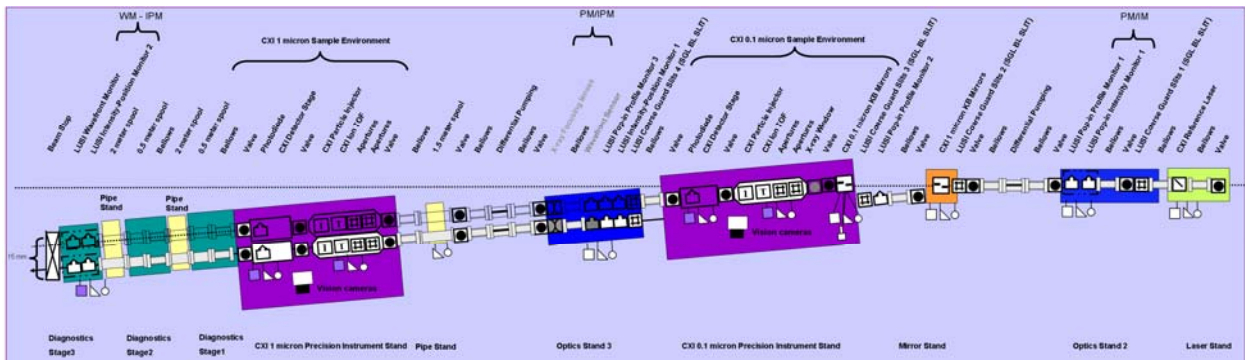 WM - IPM
PM/IPM
PM/IM
CXI 1 micron Sample Environment
CXI 0.1 micron Sample Environment
Beam Stop
LUSI Wavefront Monitor
LUSI Intensity-Position Monitor 2
2 meter spool
0.5 meter spool
Bellows
2 meter spool
0.5 meter spool
Bellows
Valve
Photodiode
CXI Detector Stage
Valve
CXI Particle Injector
CXI Ion TOF
Apertures
Apertures
Valve
Bellows
1.5 meter spool
Valve
Bellows
Differential Pumping
Bellows
Valve
X-ray Focusing Lenses
Bellows
Wavefront Sensor
LUSI Pop-in Profile Monitor 3
LUSI Intensity-Position Monitor 1
LUSI Coarse Guard Slits 4 (SGL BL SLIT)
Bellows
Valve
Photodiode
CXI Detector Stage
Valve
CXI Particle Injector
CXI Ion TOF
Apertures
Apertures
X-ray Window
Valve
CXI 0.1 micron KB Mirrors
LUSI Coarse Guard Slits 3 (SGL BL SLIT)
LUSI Pop-in Profile Monitor 2
Bellows
Valve
CXI 1 micron KB Mirrors
LUSI Coarse Guard Slits 2 (SGL BL SLIT)
Valve
Bellows
Differential Pumping
Bellows
Valve
LUSI Pop-in Profile Monitor 1
LUSI Pop-in Intensity Monitor 1
Bellows
Valve
LUSI Coarse Guard Slits 1 (SGL BL SLIT)
Bellows
CXI Reference Laser
Bellows
Valve
Pipe Stand
Pipe
Stand
Vision cameras
Vision cameras
Diagnostics
Stage3
Diagnostics
Stage2
Diagnostics
Stage1
CXI 1 micron Precision Instrument Stand
Pipe Stand
Optics Stand 3
CXI 0.1 micron Precision Instrument Stand
Mirror Stand
Optics Stand 2
Laser Stand